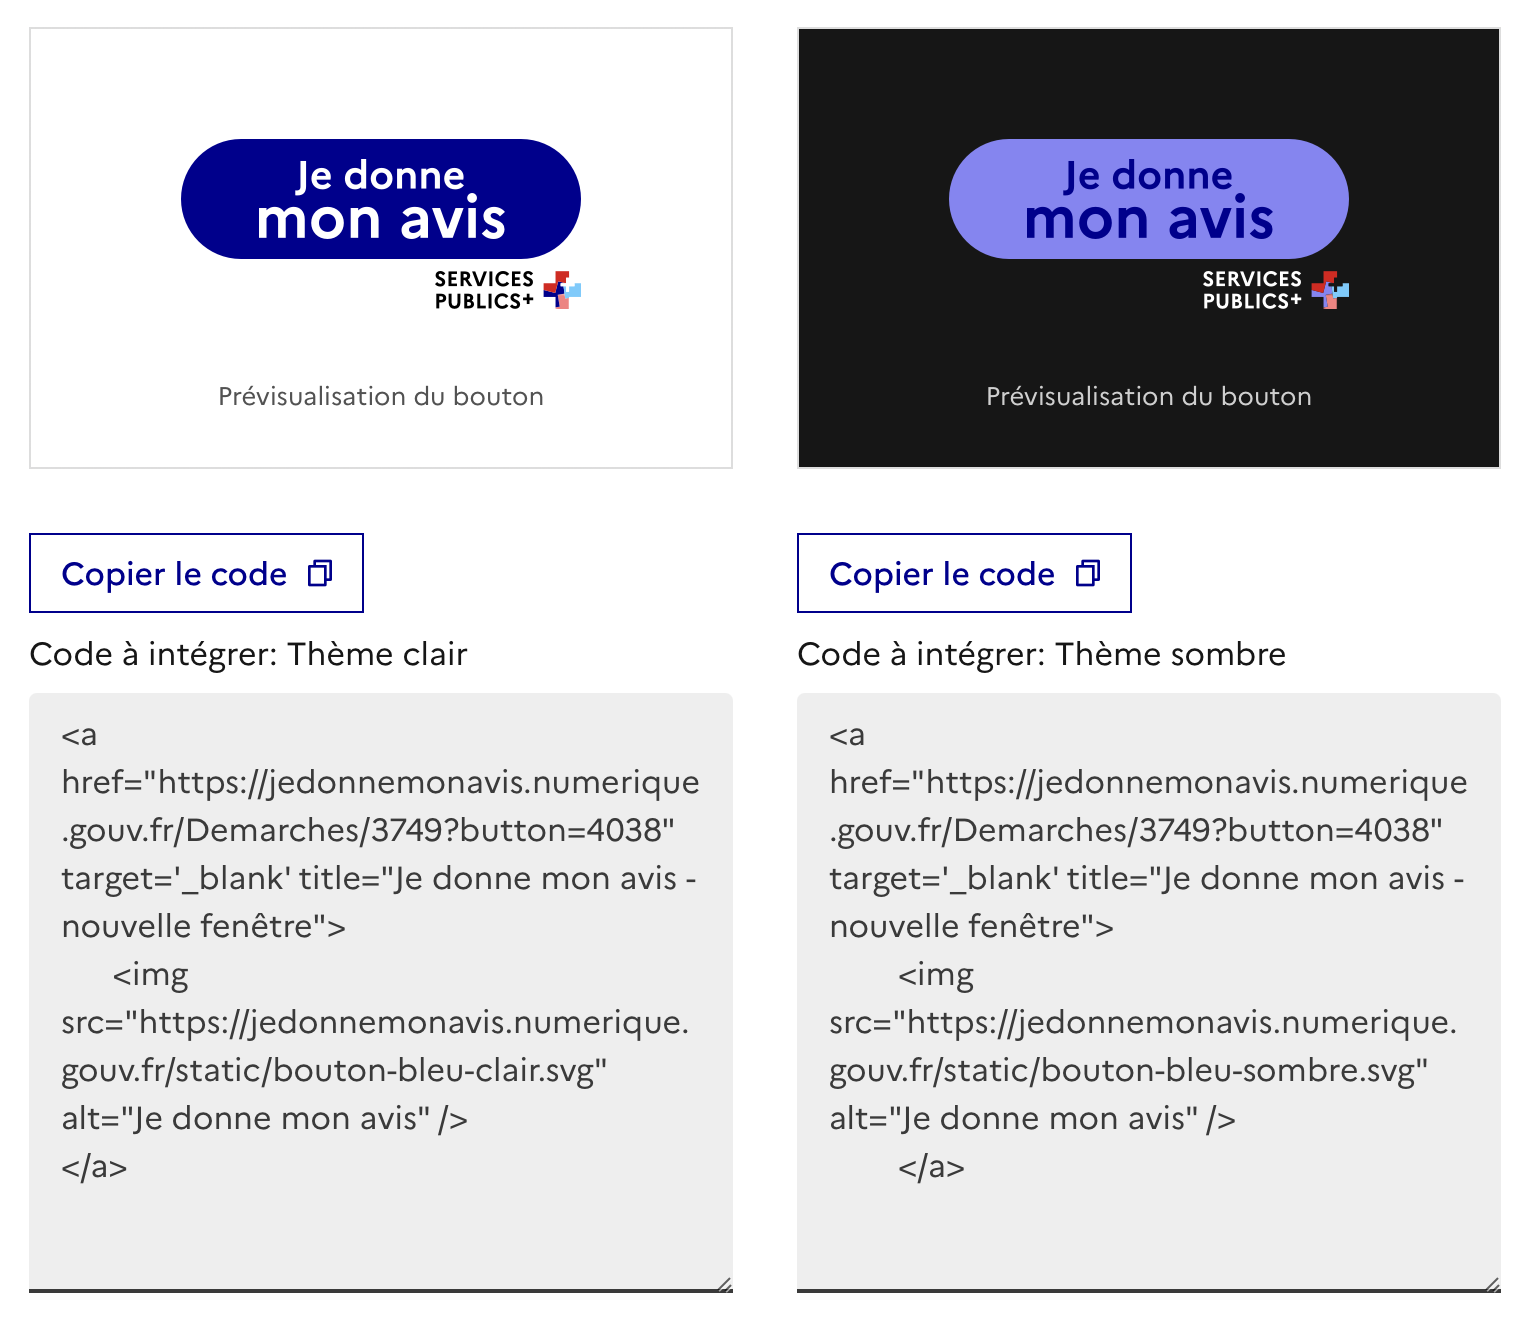 Je donne
mon avis
SERVICES
PUBLICS+
Prévisualisation du bouton
Copier le code
Code à intégrer: Thème clair
<a
href="https://jedonnemonavis.numerique
.gouv.fr/Demarches/3749?button=4038"
target='_blank' title="Je donne mon avis -
nouvelle fenêtre">
<img
src="https://jedonnemonavis.numerique.
gouv.fr/static/bouton-bleu-clair.svg"
alt="Je donne mon avis" />
</a>
Je donne
mon avis
SERVICES
PUBLICS+
Prévisualisation du bouton
Copier le code
Code à intégrer: Thème sombre
<a
href="https://jedonnemonavis.numerique
.gouv.fr/Demarches/3749?button=4038"
target='_blank' title="Je donne mon avis -
nouvelle fenêtre">
<img
src="https://jedonnemonavis.numerique.
gouv.fr/static/bouton-bleu-sombre.svg"
alt="Je donne mon avis" />
</a>